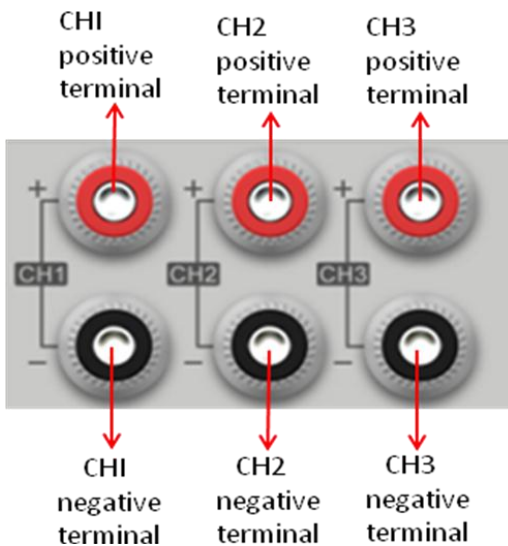 CHI
positive
terminal
CH2
positive
terminal
CH3
positive
terminal
+ + +
CH1 CH2 CH3
− − −
CHI
negative
terminal
CH2
negative
terminal
CH3
negative
terminal